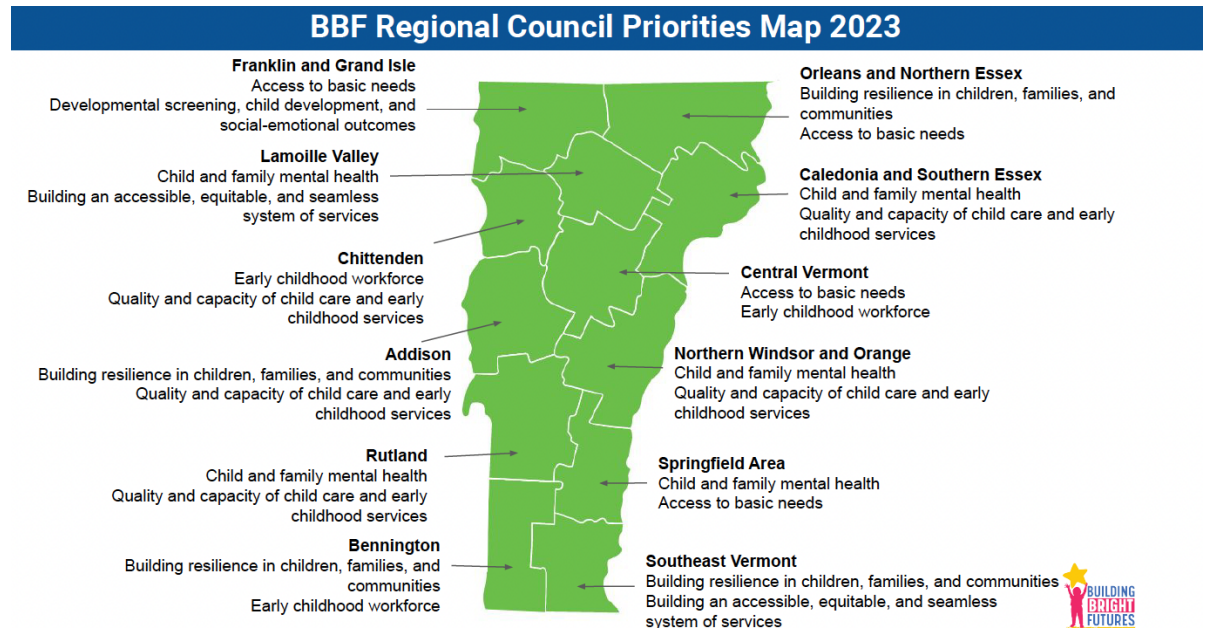 BBF Regional Council Priorities Map 2023
Franklin and Grand Isle
Access to basic needs
Developmental screening, child development, and
social-emotional outcomes
Lamoille Valley
Child and family mental health
Building an accessible, equitable, and seamless
system of services
Chittenden
Early childhood workforce
Quality and capacity of child care and early
childhood services
Addison
Building resilience in children, families, and communities
Quality and capacity of child care and early
childhood services
Rutland
Child and family mental health
Quality and capacity of child care and early
childhood services
Bennington
Building resilience in children, families, and
communities
Early childhood workforce
Orleans and Northern Essex
Building resilience in children, families, and
communities
Access to basic needs
Caledonia and Southern Essex
Child and family mental health
Quality and capacity of child care and early
childhood services
Central Vermont
Access to basic needs
Early childhood workforce
Northern Windsor and Orange
Child and family mental health
Quality and capacity of child care and early
childhood services
Springfield Area
Child and family mental health
Access to basic needs
Southeast Vermont
Building resilience in children, families, and communities
Building an accessible, equitable, and seamless
system of services
BUILDING
BRIGHT
FUTURES